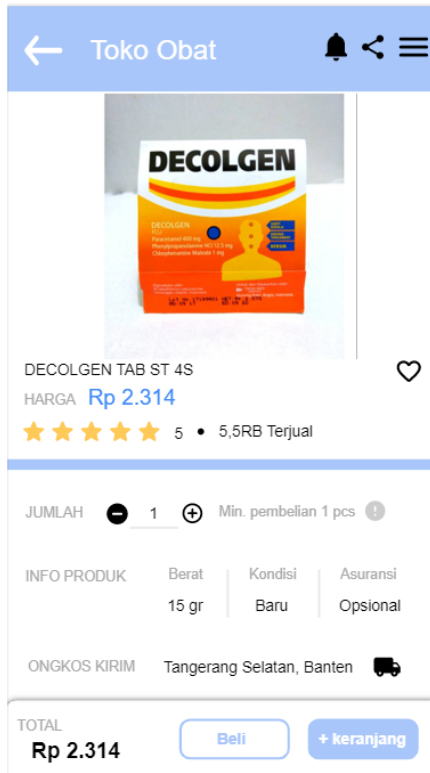 Toko Obat
DECOLGEN
DECOLGEN
FLU
Paracetamol 400 mg
Phenylpropanolamine HCl 12.5 mg
Chlorpheniramine Maleate 1 mg
DECOLGEN TAB ST 4S
HARGA Rp 2.314
5 • 5,5RB Terjual
JUMLAH 1 Min. pembelian 1 pcs
INFO PRODUK Berat Kondisi Asuransi
15 gr Baru Opsional
ONGKOS KIRIM Tangerang Selatan, Banten
TOTAL
Rp 2.314
Beli
+ keranjang